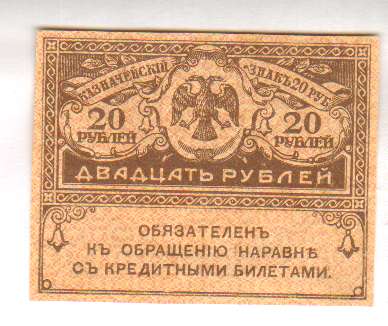 КАЗНАЧЕЙСКІЙ ЗНАКЪ 20 РУБ.
20 РУБЛЕЙ 20 РУБЛЕЙ
ДВАДЦАТЬ РУБЛЕЙ
ОБЯЗАТЕЛЕНЪ
КЪ ОБРАЩЕНІЮ НАРАВНѢ
СЪ КРЕДИТНЫМИ БИЛЕТАМИ.